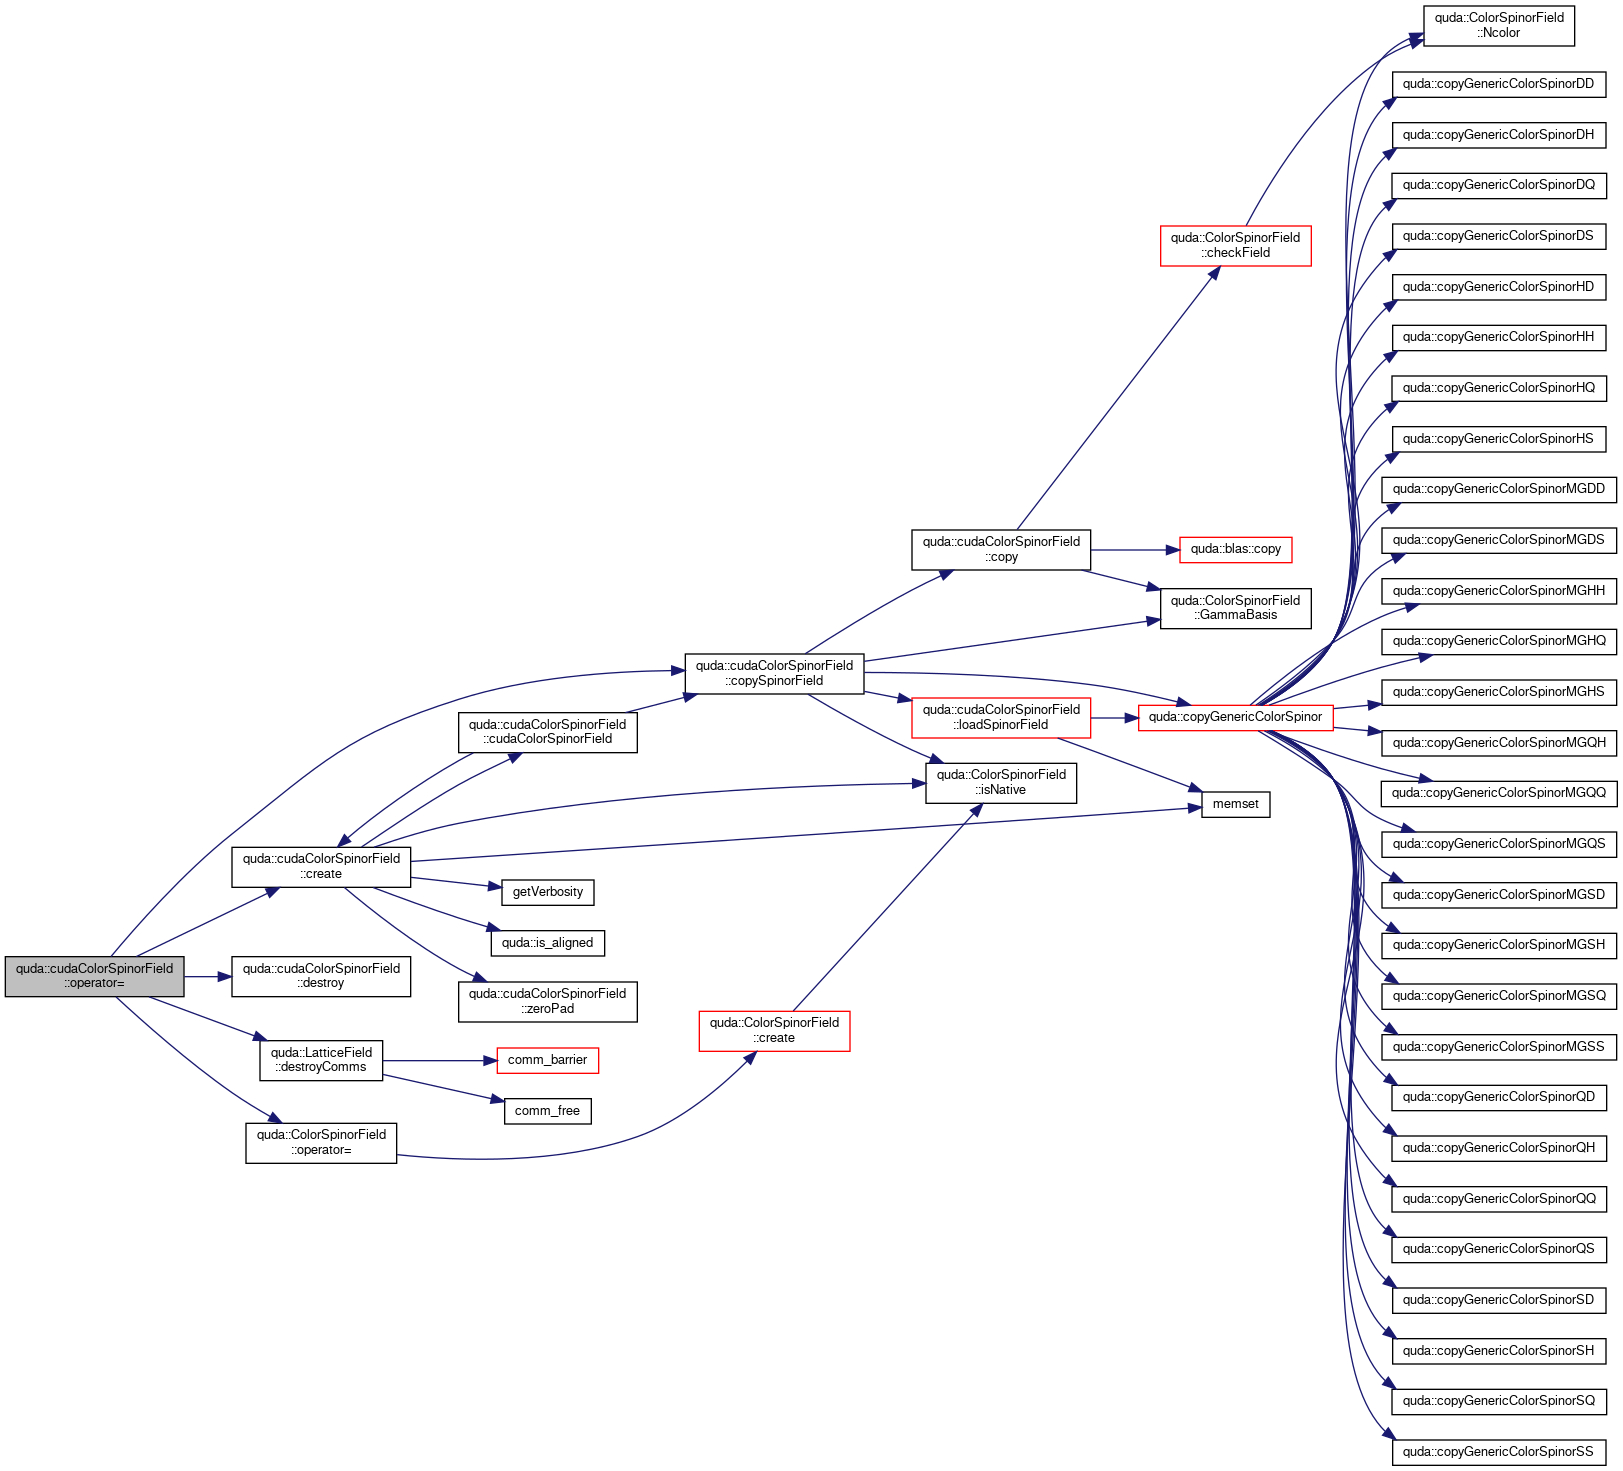 quda::cudaColorSpinorField
::operator=
quda::cudaColorSpinorField
::create
quda::cudaColorSpinorField
::destroy
quda::LatticeField
::destroyComms
quda::ColorSpinorField
::operator=
quda::cudaColorSpinorField
::cudaColorSpinorField
getVerbosity
quda::is_aligned
quda::cudaColorSpinorField
::zeroPad
comm_barrier
comm_free
quda::cudaColorSpinorField
::copySpinorField
quda::ColorSpinorField
::create
quda::cudaColorSpinorField
::copy
quda::cudaColorSpinorField
::loadSpinorField
quda::ColorSpinorField
::isNative
quda::ColorSpinorField
::checkField
quda::blas::copy
quda::ColorSpinorField
::GammaBasis
quda::copyGenericColorSpinor
memset
quda::ColorSpinorField
::Ncolor
quda::copyGenericColorSpinorDD
quda::copyGenericColorSpinorDH
quda::copyGenericColorSpinorDQ
quda::copyGenericColorSpinorDS
quda::copyGenericColorSpinorHD
quda::copyGenericColorSpinorHH
quda::copyGenericColorSpinorHQ
quda::copyGenericColorSpinorHS
quda::copyGenericColorSpinorMGDD
quda::copyGenericColorSpinorMGDS
quda::copyGenericColorSpinorMGHH
quda::copyGenericColorSpinorMGHQ
quda::copyGenericColorSpinorMGHS
quda::copyGenericColorSpinorMGQH
quda::copyGenericColorSpinorMGQQ
quda::copyGenericColorSpinorMGQS
quda::copyGenericColorSpinorMGSD
quda::copyGenericColorSpinorMGSH
quda::copyGenericColorSpinorMGSQ
quda::copyGenericColorSpinorMGSS
quda::copyGenericColorSpinorQD
quda::copyGenericColorSpinorQH
quda::copyGenericColorSpinorQQ
quda::copyGenericColorSpinorQS
quda::copyGenericColorSpinorSD
quda::copyGenericColorSpinorSH
quda::copyGenericColorSpinorSQ
quda::copyGenericColorSpinorSS